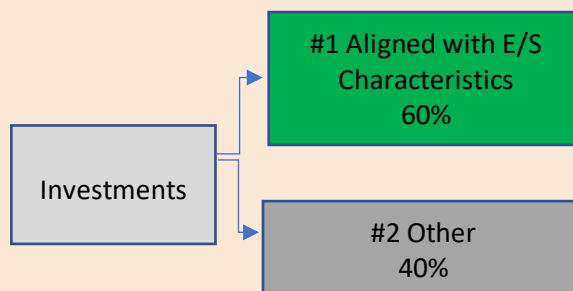 #1 Aligned with E/S
Characteristics
60%
Investments
#2 Other
40%